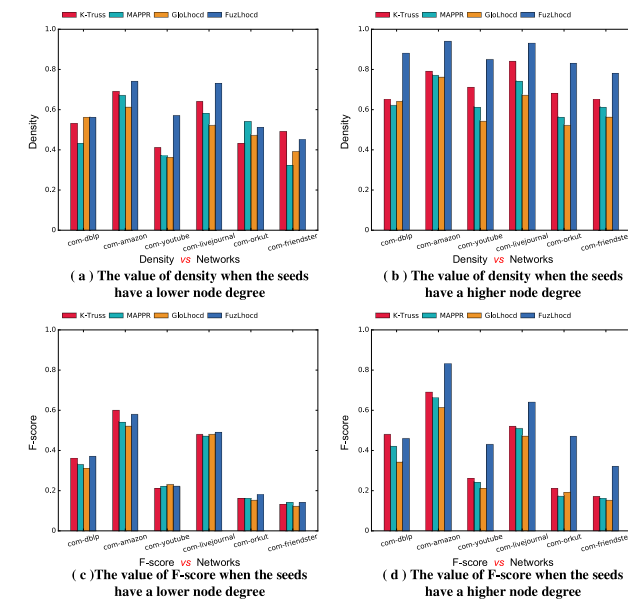 K-Truss MAPPR GloLhocd FuzLhocd
1.0
0.8
0.6
0.4
0.2
0
Density
com-dblp com-amazon com-youtube com-livejournal com-orkut com-friendster
Density vs Networks
( a ) The value of density when the seeds
have a lower node degree
K-Truss MAPPR GloLhocd FuzLhocd
1.0
0.8
0.6
0.4
0.2
0
Density
com-dblp com-amazon com-youtube com-livejournal com-orkut com-friendster
Density vs Networks
( b ) The value of density when the seeds
have a higher node degree
K-Truss MAPPR GloLhocd FuzLhocd
1.0
0.8
0.6
0.4
0.2
0.0
F-score
com-dblp com-amazon com-youtube com-livejournal com-orkut com-friendster
F-score vs Networks
( c )The value of F-score when the seeds
have a lower node degree
K-Truss MAPPR GloLhocd FuzLhocd
1.0
0.8
0.6
0.4
0.2
0.0
F-score
com-dblp com-amazon com-youtube com-livejournal com-orkut com-friendster
F-score vs Networks
( d ) The value of F-score when the seeds
have a higher node degree